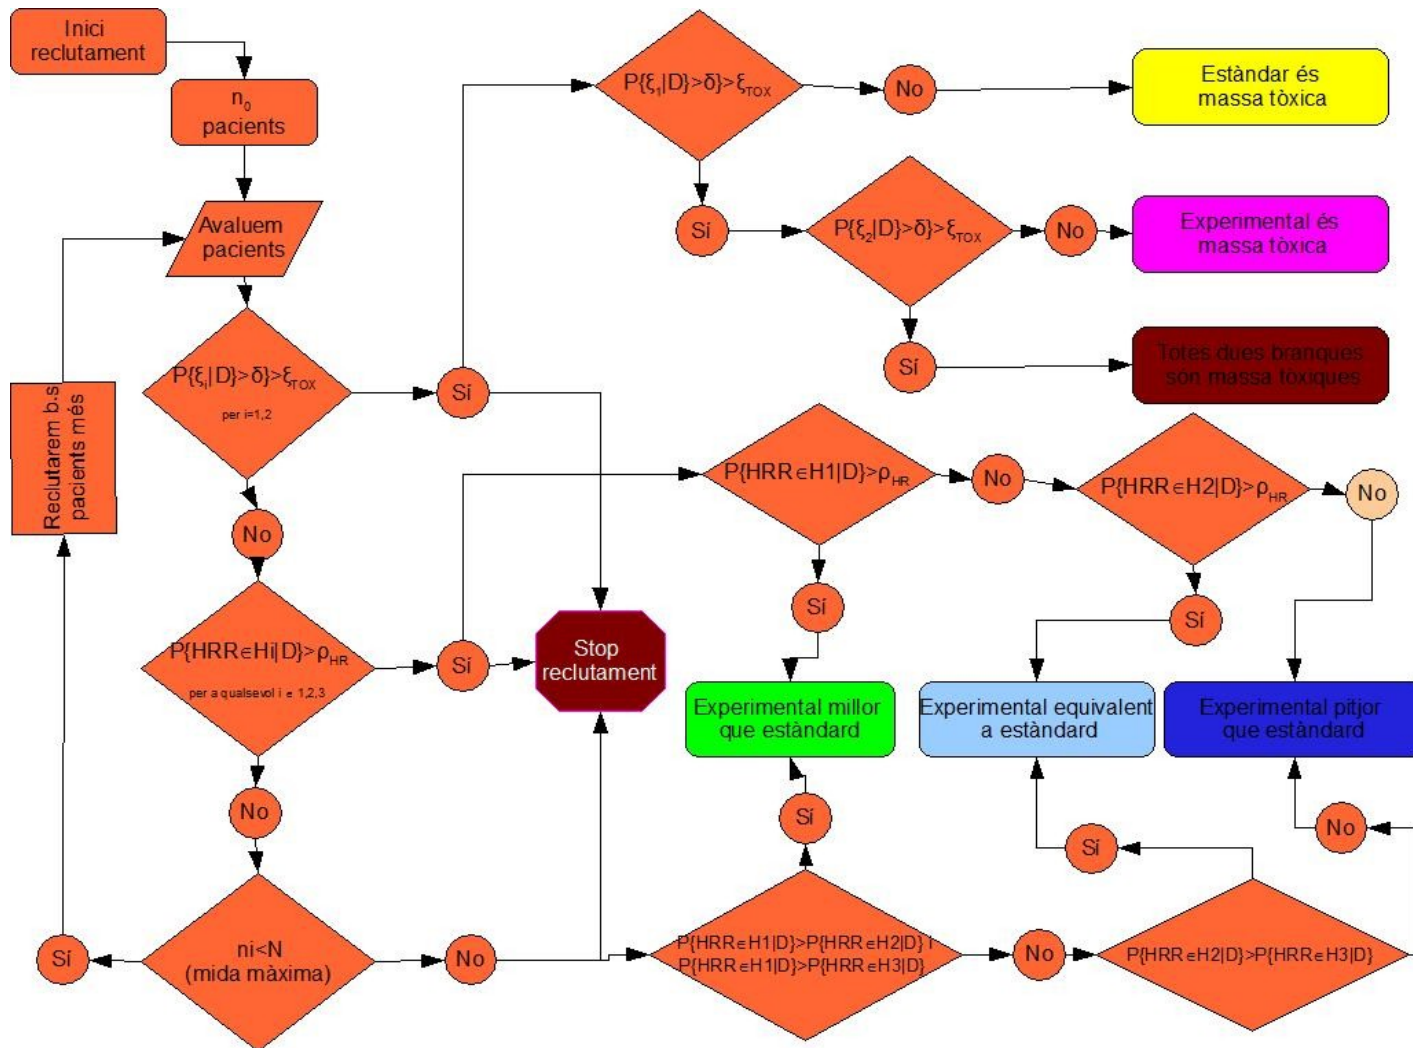 Inici
reclutament
n₀
pacients
Avaluem
pacients
P{ξᵢ|D}>δ}>ξTOX
per i=1,2
Sí
No
Reclutarem b.s
pacients més
P{HRR∈Hi|D}>ρHR
per a qualsevol i e 1,2,3
Sí
No
ni<N
(mida màxima)
Sí
No
Stop
reclutament
P{ξ₁|D}>δ}>ξTOX
No
Estàndar és
massa tòxica
Sí
P{ξ₂|D}>δ}>ξTOX
No
Experimental és
massa tòxica
Sí
Totes dues branques
són massa tòxiques
P{HRR∈H1|D}>ρHR
No
P{HRR∈H2|D}>ρHR
No
Sí
Sí
Experimental millor
que estàndard
Experimental equivalent
a estàndard
Experimental pitjor
que estàndard
Sí
Sí
No
P{HRR∈H1|D}>P{HRR∈H2|D} i
P{HRR∈H1|D}>P{HRR∈H3|D}
No
P{HRR∈H2|D}>P{HRR∈H3|D}